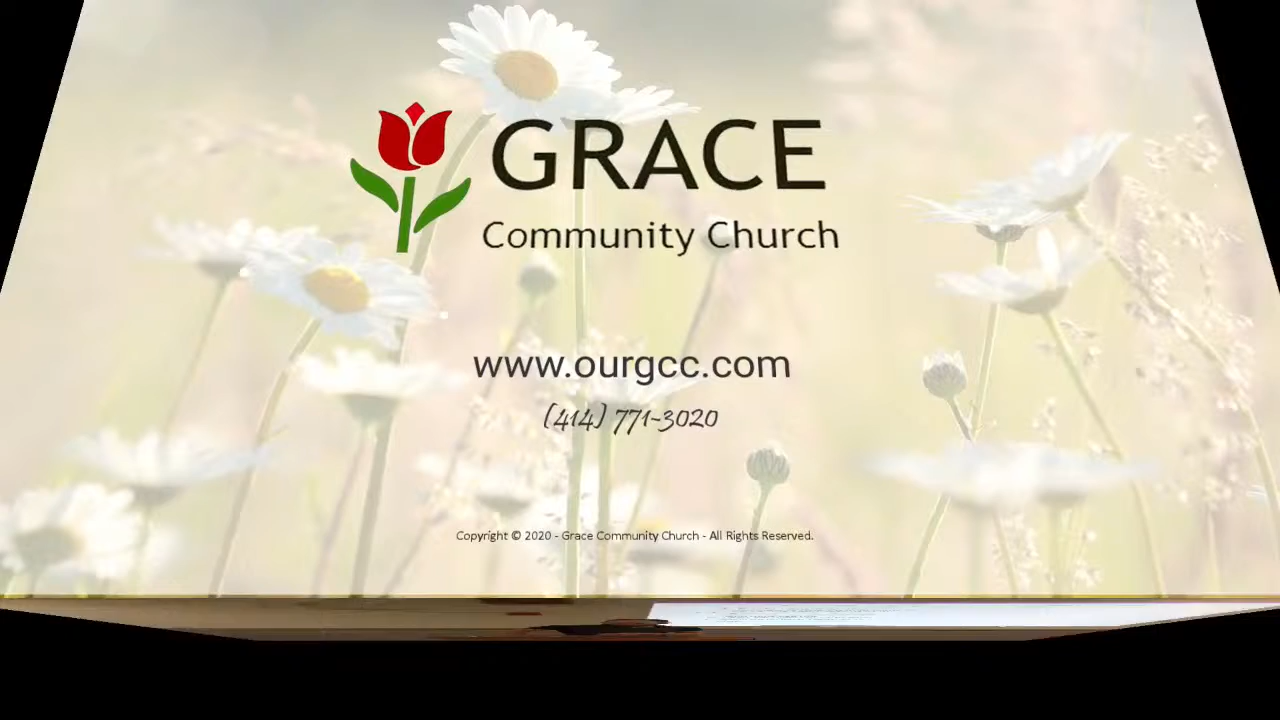 GRACE
Community Church
www.ourgcc.com
(414) 771-3020
Copyright © 2020 - Grace Community Church - All Rights Reserved.